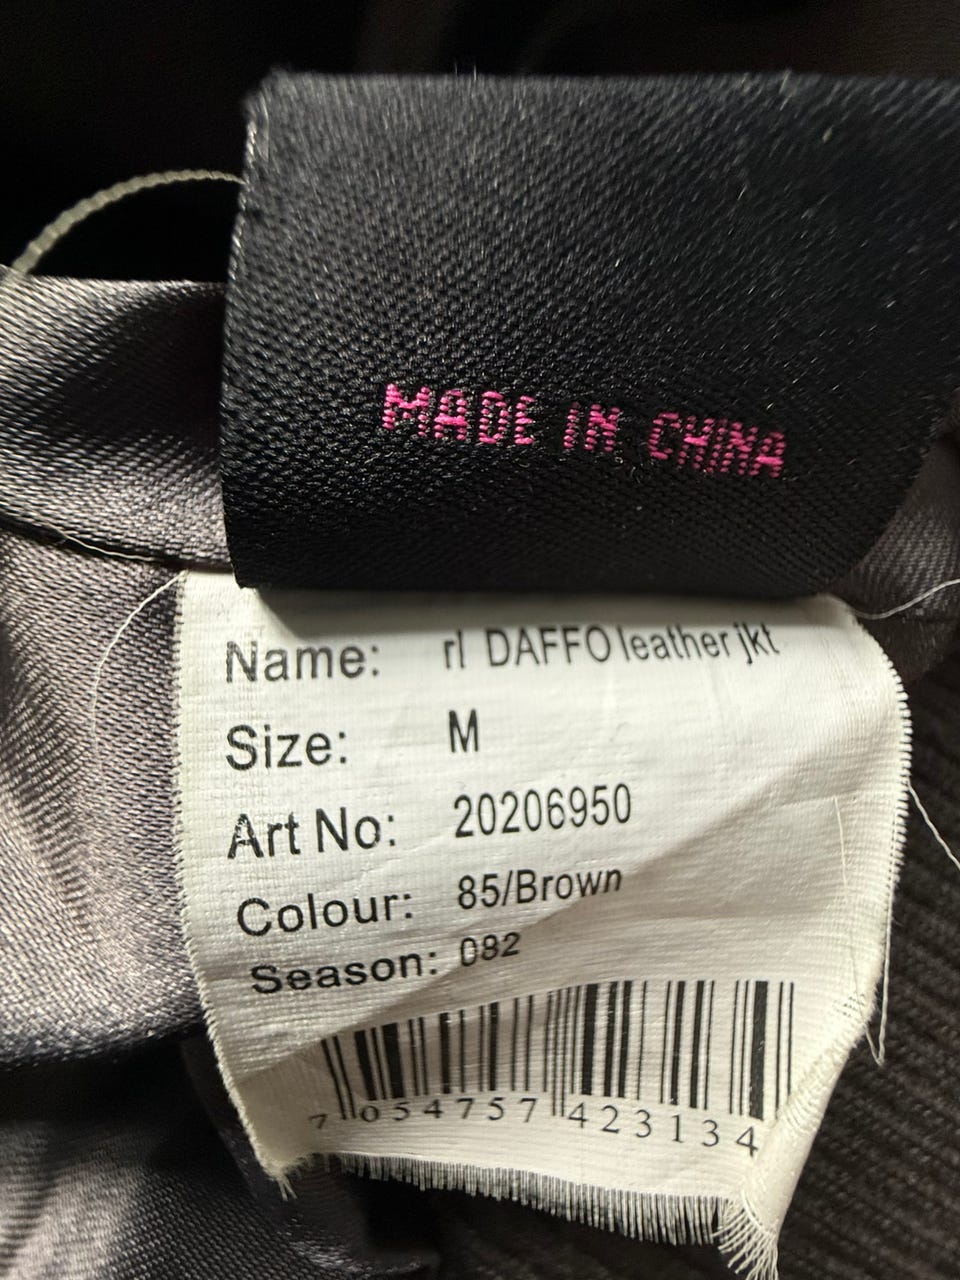 MADE IN CHINA
Name: rl DAFFO leather jkt
Size: M
Art No: 20206950
Colour: 85/Brown
Season: 082
7 054757 423134